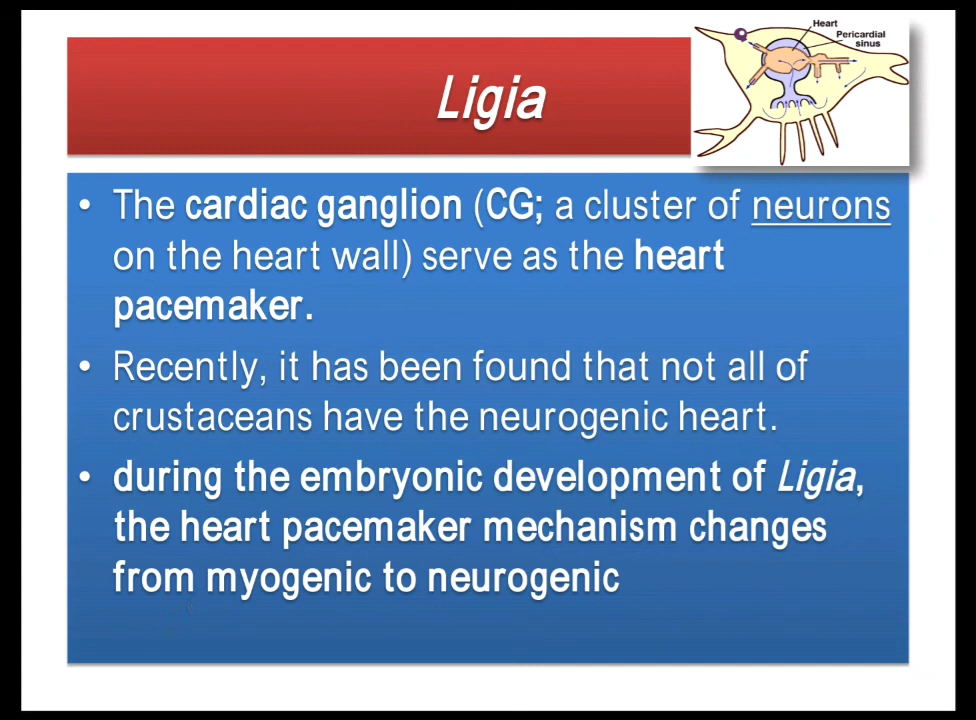 Ligia
Heart
Pericardial
sinus
• The cardiac ganglion (CG; a cluster of neurons
on the heart wall) serve as the heart
pacemaker.
• Recently, it has been found that not all of
crustaceans have the neurogenic heart.
• during the embryonic development of Ligia,
the heart pacemaker mechanism changes
from myogenic to neurogenic